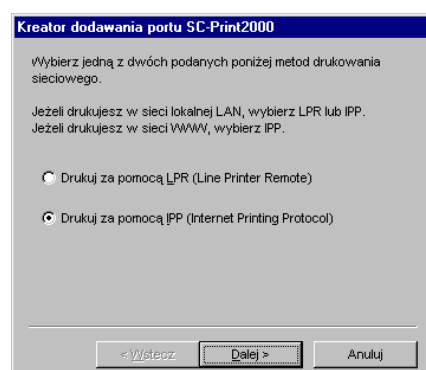 Kreator dodawania portu SC-Print2000
Wybierz jedną z dwóch podanych poniżej metod drukowania
sieciowego.
Jeżeli drukujesz w sieci lokalnej LAN, wybierz LPR lub IPP.
Jeżeli drukujesz w sieci WWW, wybierz IPP.
Drukuj za pomocą LPR (Line Printer Remote)
Drukuj za pomocą IPP (Internet Printing Protocol)
< Wstecz Dalej > Anuluj